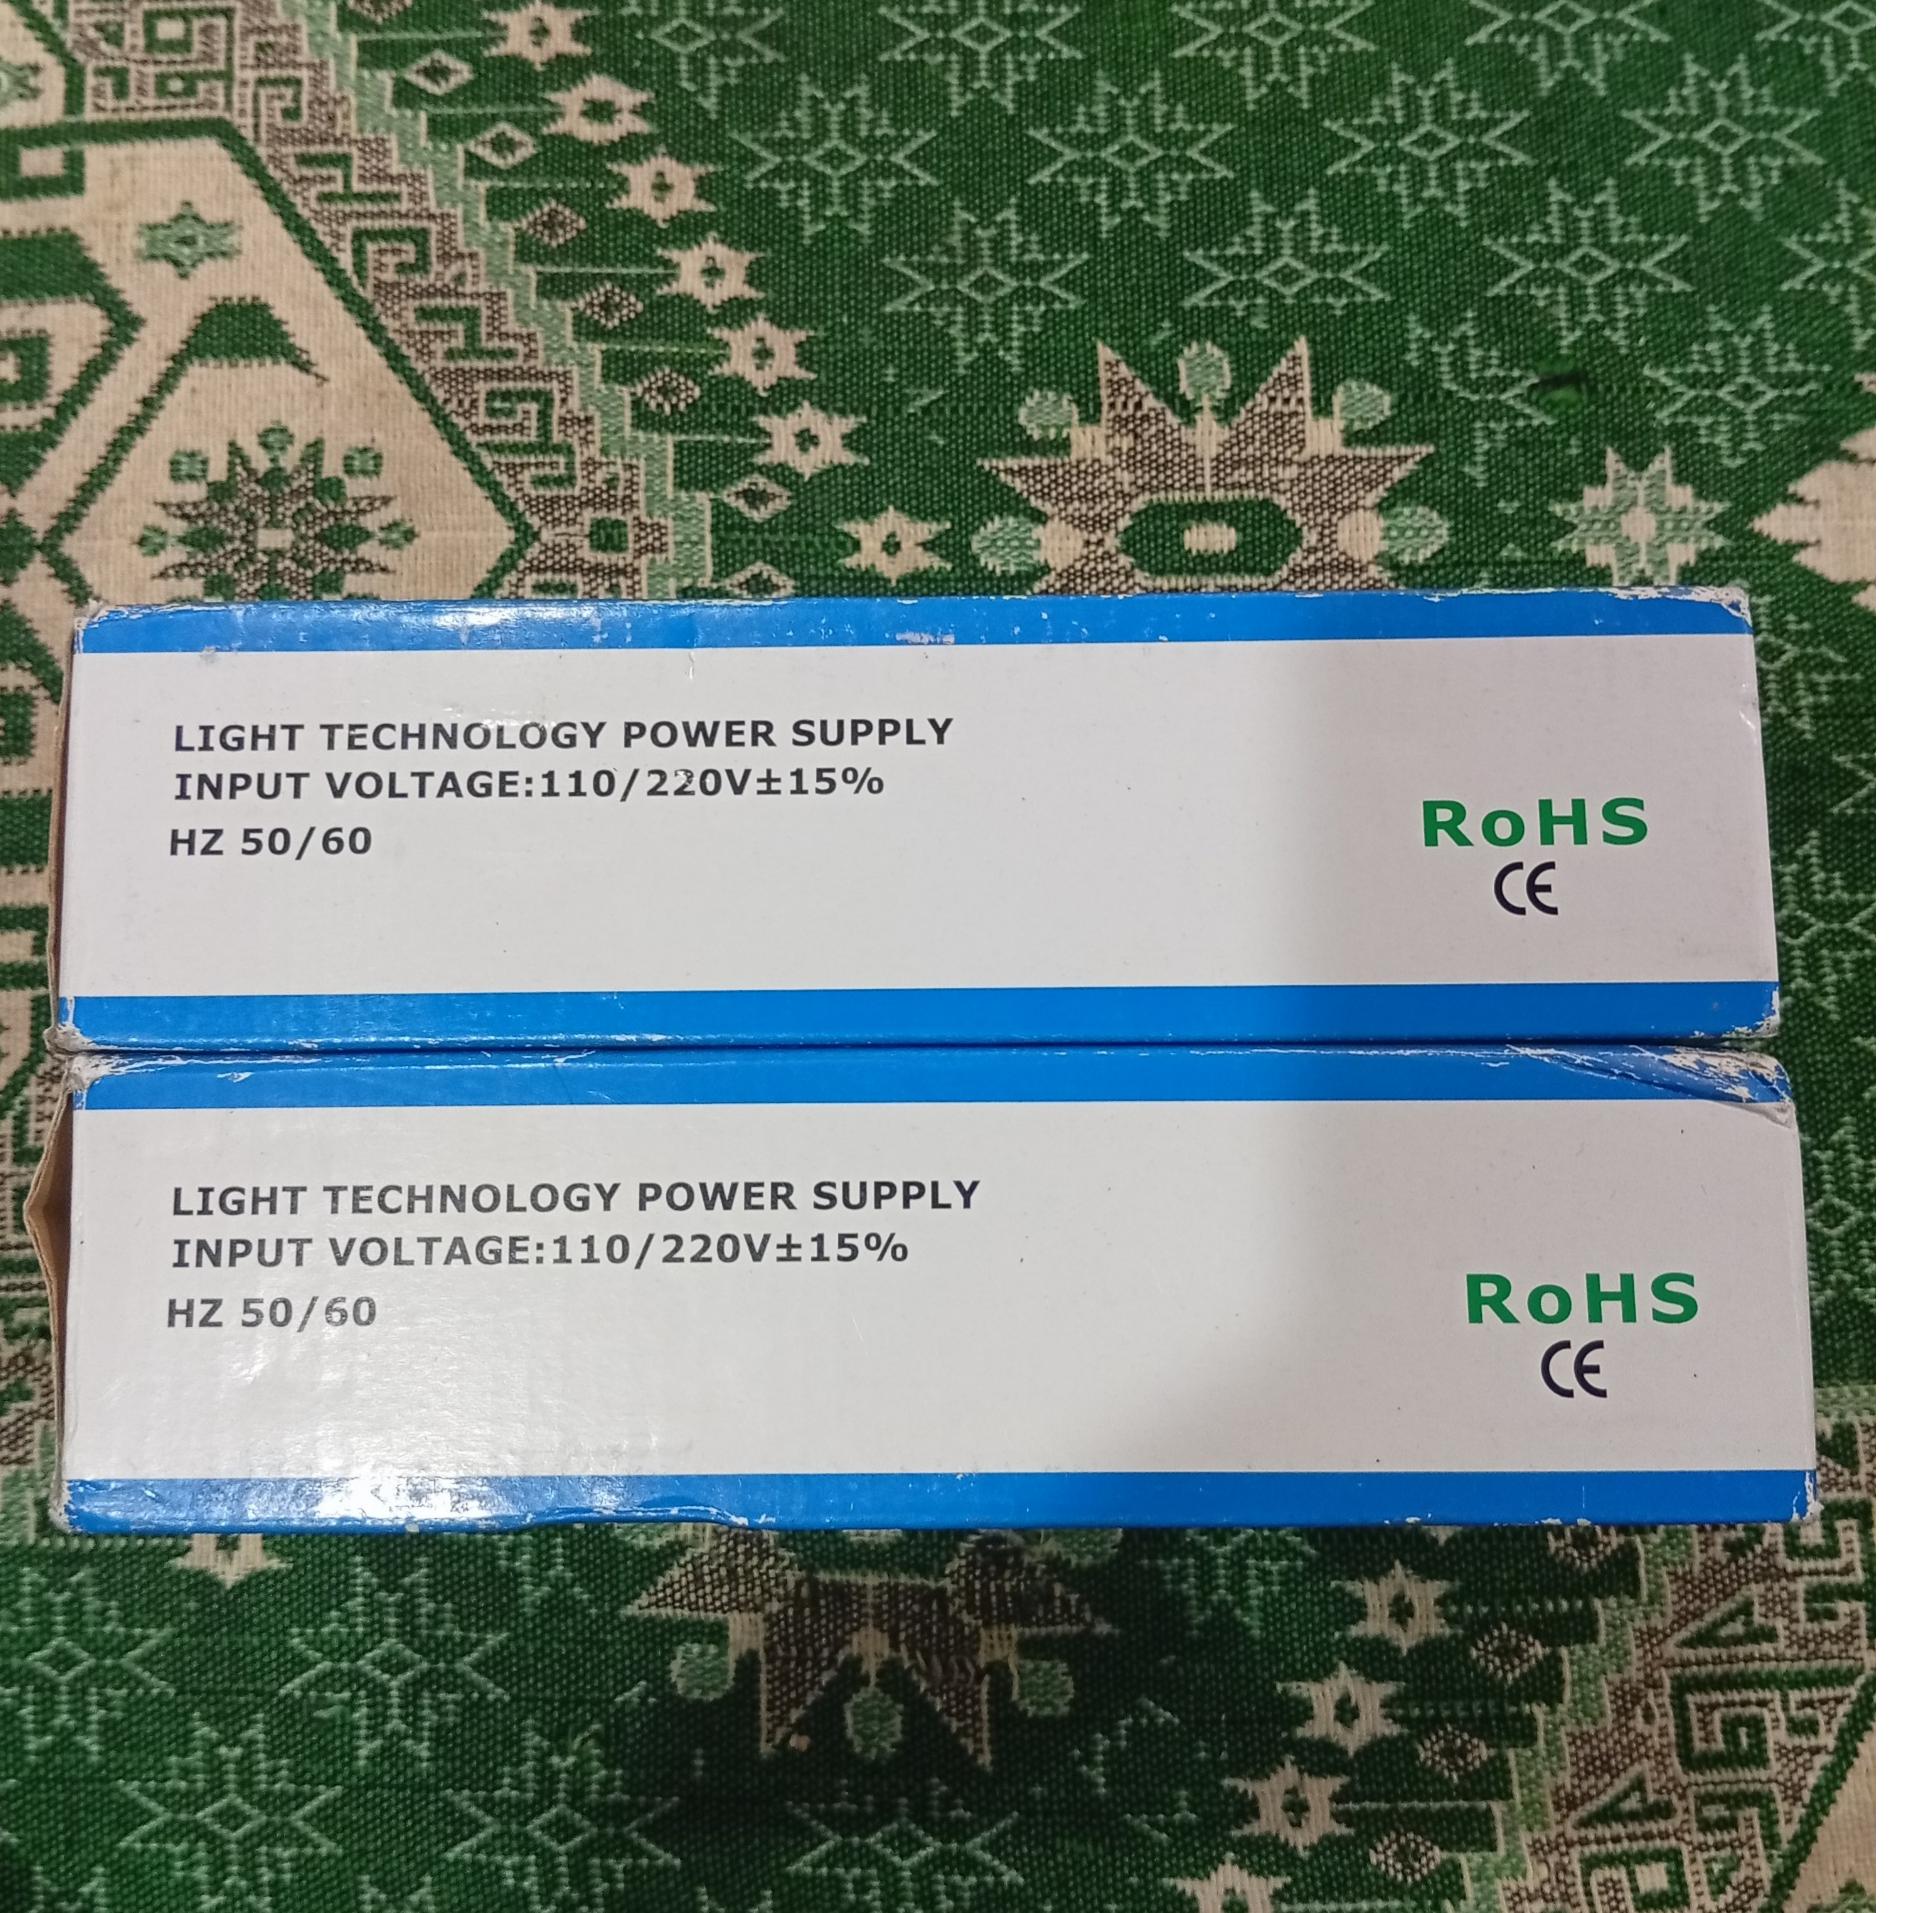 LIGHT TECHNOLOGY POWER SUPPLY
INPUT VOLTAGE:110/220V±15%
HZ 50/60
RoHS
CE
LIGHT TECHNOLOGY POWER SUPPLY
INPUT VOLTAGE:110/220V±15%
HZ 50/60
RoHS
CE